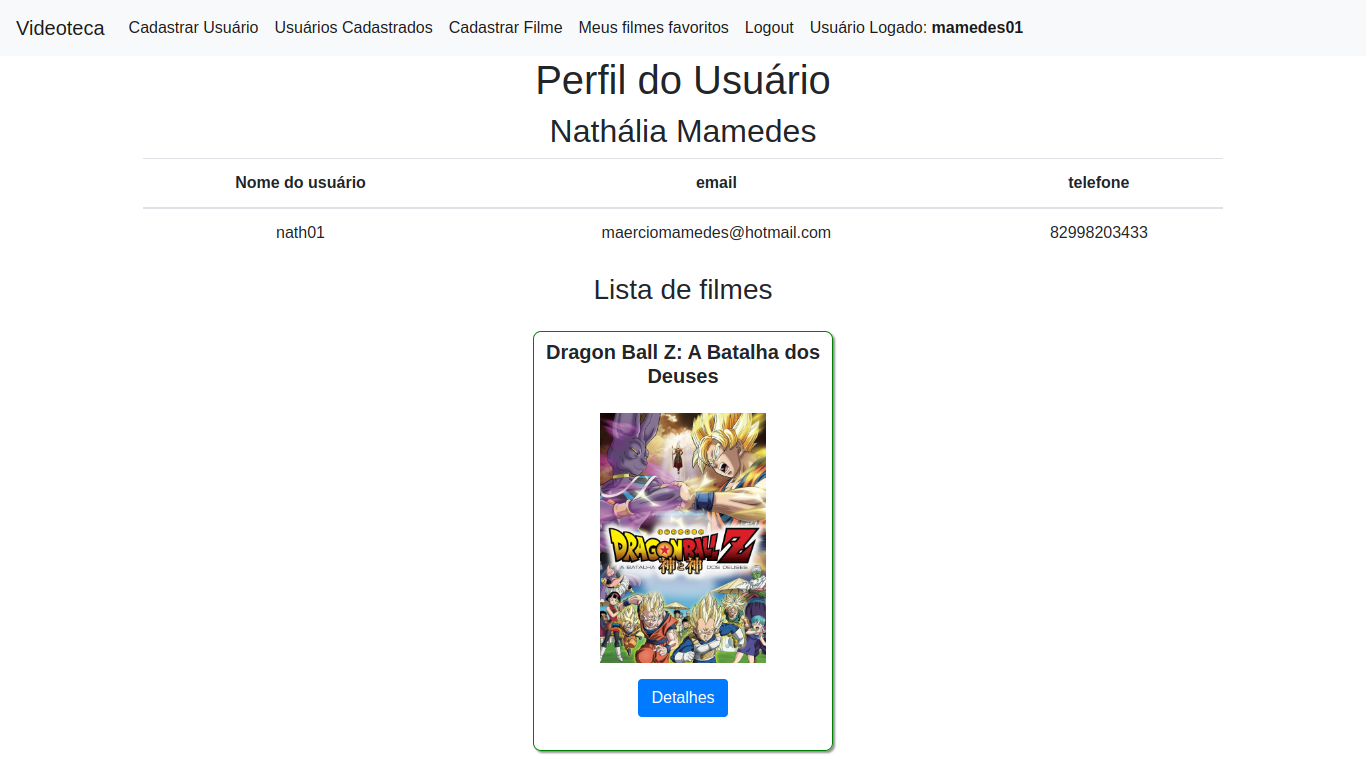 Videoteca Cadastrar Usuário Usuários Cadastrados Cadastrar Filme Meus filmes favoritos Logout Usuário Logado: mamedes01
Perfil do Usuário
Nathália Mamedes
Nome do usuário email telefone
nath01 maerciomamedes@hotmail.com 82998203433
Lista de filmes
Dragon Ball Z: A Batalha dos
Deuses
DRAGON BALL Z
A BATALHA 神と神 DOS DEUSES
Detalhes